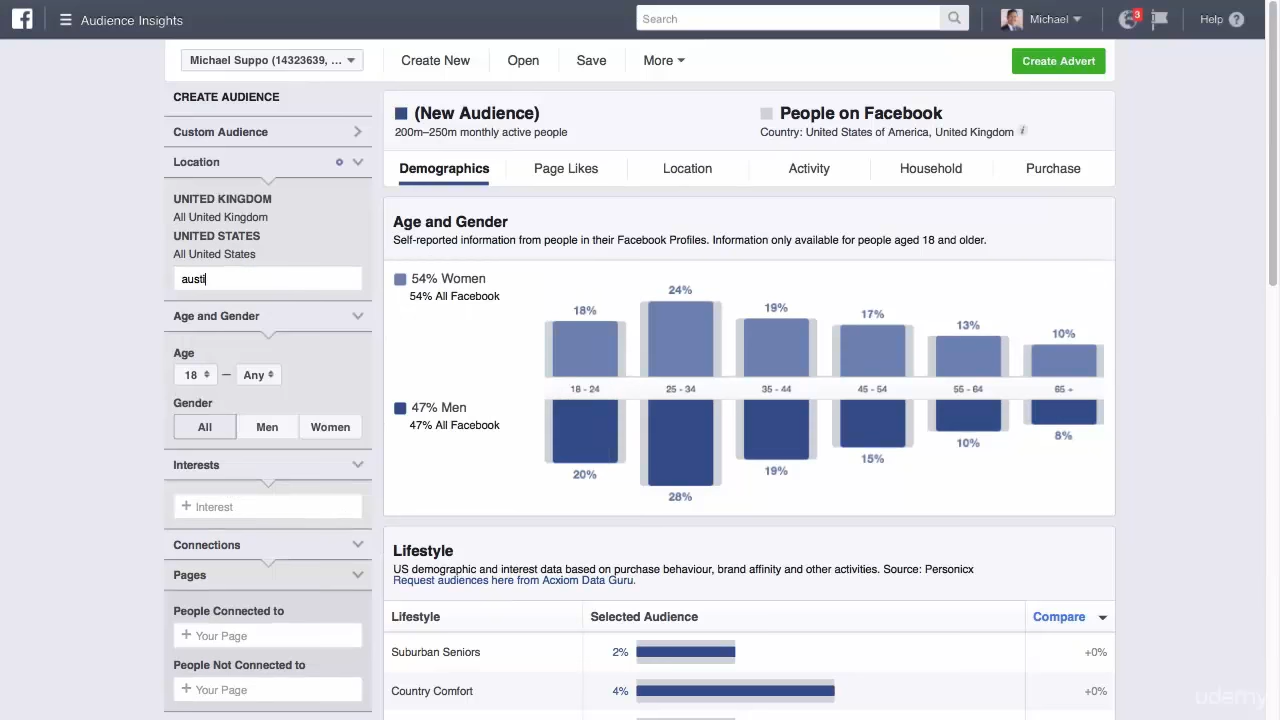 f Audience Insights
Search
Michael
3
Help ?
Michael Suppo (14323639, ...
Create New
Open
Save
More
Create Advert
CREATE AUDIENCE
Custom Audience
Location
UNITED KINGDOM
All United Kingdom
UNITED STATES
All United States
austi
Age and Gender
Age
18 – Any
Gender
All Men Women
Interests
+ Interest
Connections
Pages
People Connected to
+ Your Page
People Not Connected to
+ Your Page
(New Audience)
200m–250m monthly active people
People on Facebook
Country: United States of America, United Kingdom i
Demographics Page Likes Location Activity Household Purchase
Age and Gender
Self-reported information from people in their Facebook Profiles. Information only available for people aged 18 and older.
54% Women
54% All Facebook
18% 24% 19% 17% 13% 10%
18 - 24 25 - 34 35 - 44 45 - 54 55 - 64 65 +
47% Men
47% All Facebook
20% 28% 19% 15% 10% 8%
Lifestyle
US demographic and interest data based on purchase behaviour, brand affinity and other activities. Source: Personicx
Request audiences here from Acxiom Data Guru.
Lifestyle Selected Audience Compare
Suburban Seniors 2% +0%
Country Comfort 4% +0%
udemy